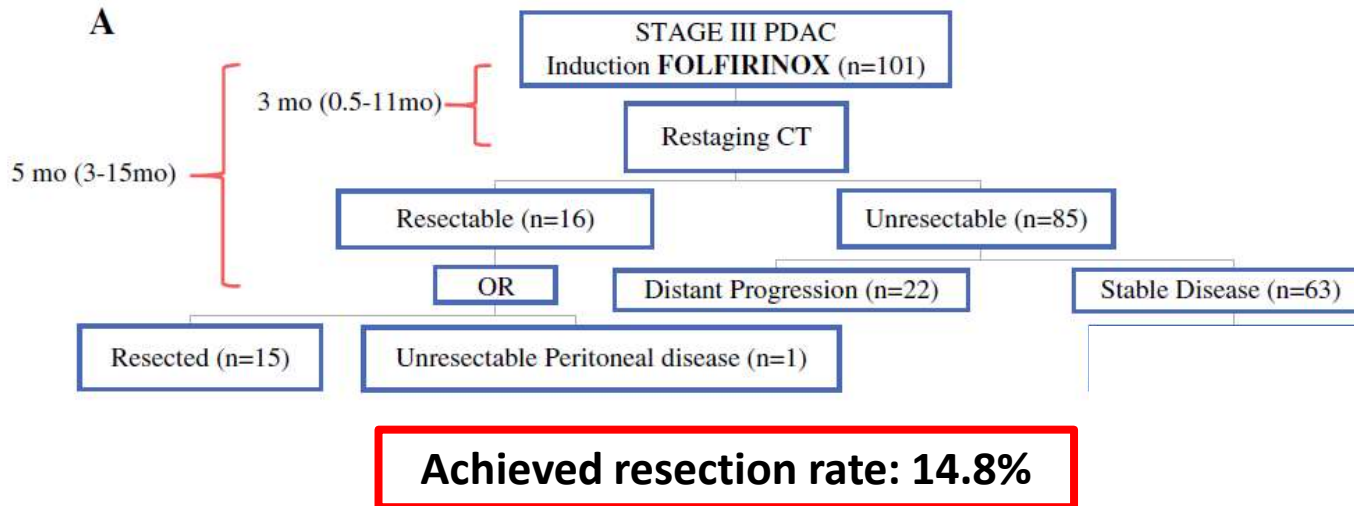 A
STAGE III PDAC
Induction FOLFIRINOX (n=101)
3 mo (0.5-11mo)
Restaging CT
5 mo (3-15mo)
Resectable (n=16)
Unresectable (n=85)
OR
Distant Progression (n=22)
Stable Disease (n=63)
Resected (n=15)
Unresectable Peritoneal disease (n=1)
Achieved resection rate: 14.8%